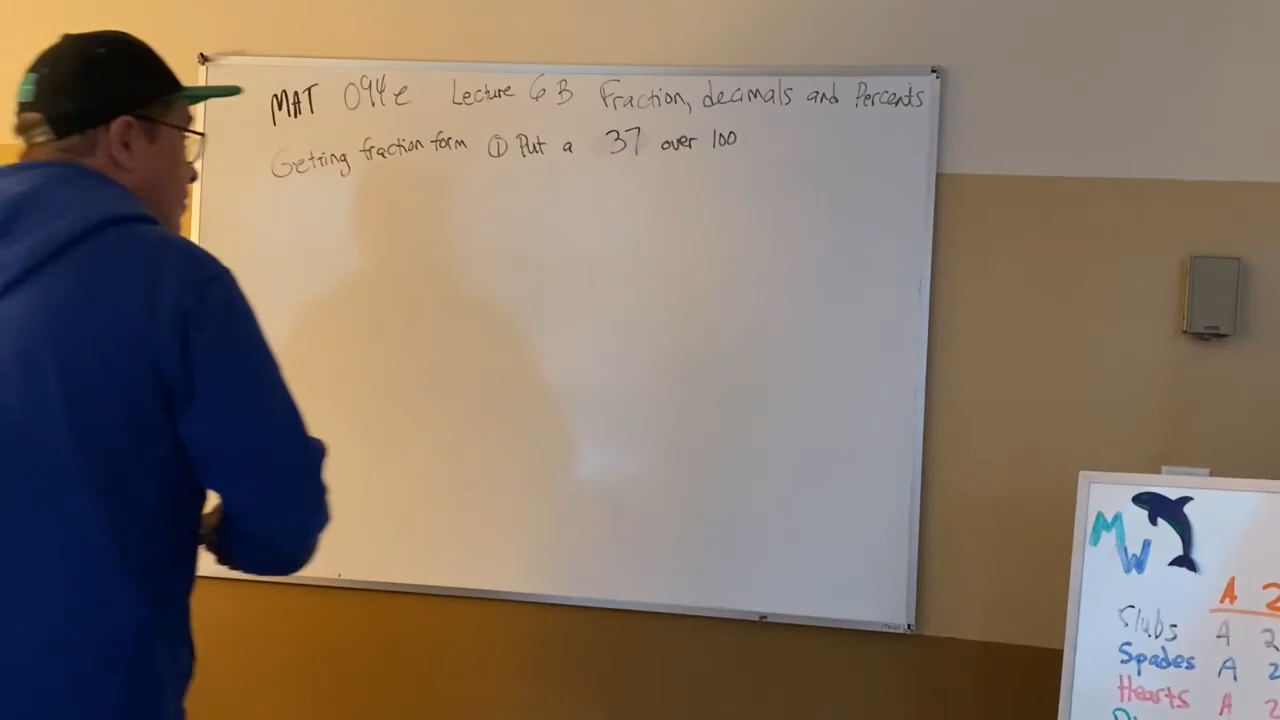 MAT 094e Lecture 6B Fraction, decimals and Percents
Getting fraction form ① Put a 37 over 100
M
W
A 2
Clubs A 2
Spades A 2
Hearts A 2